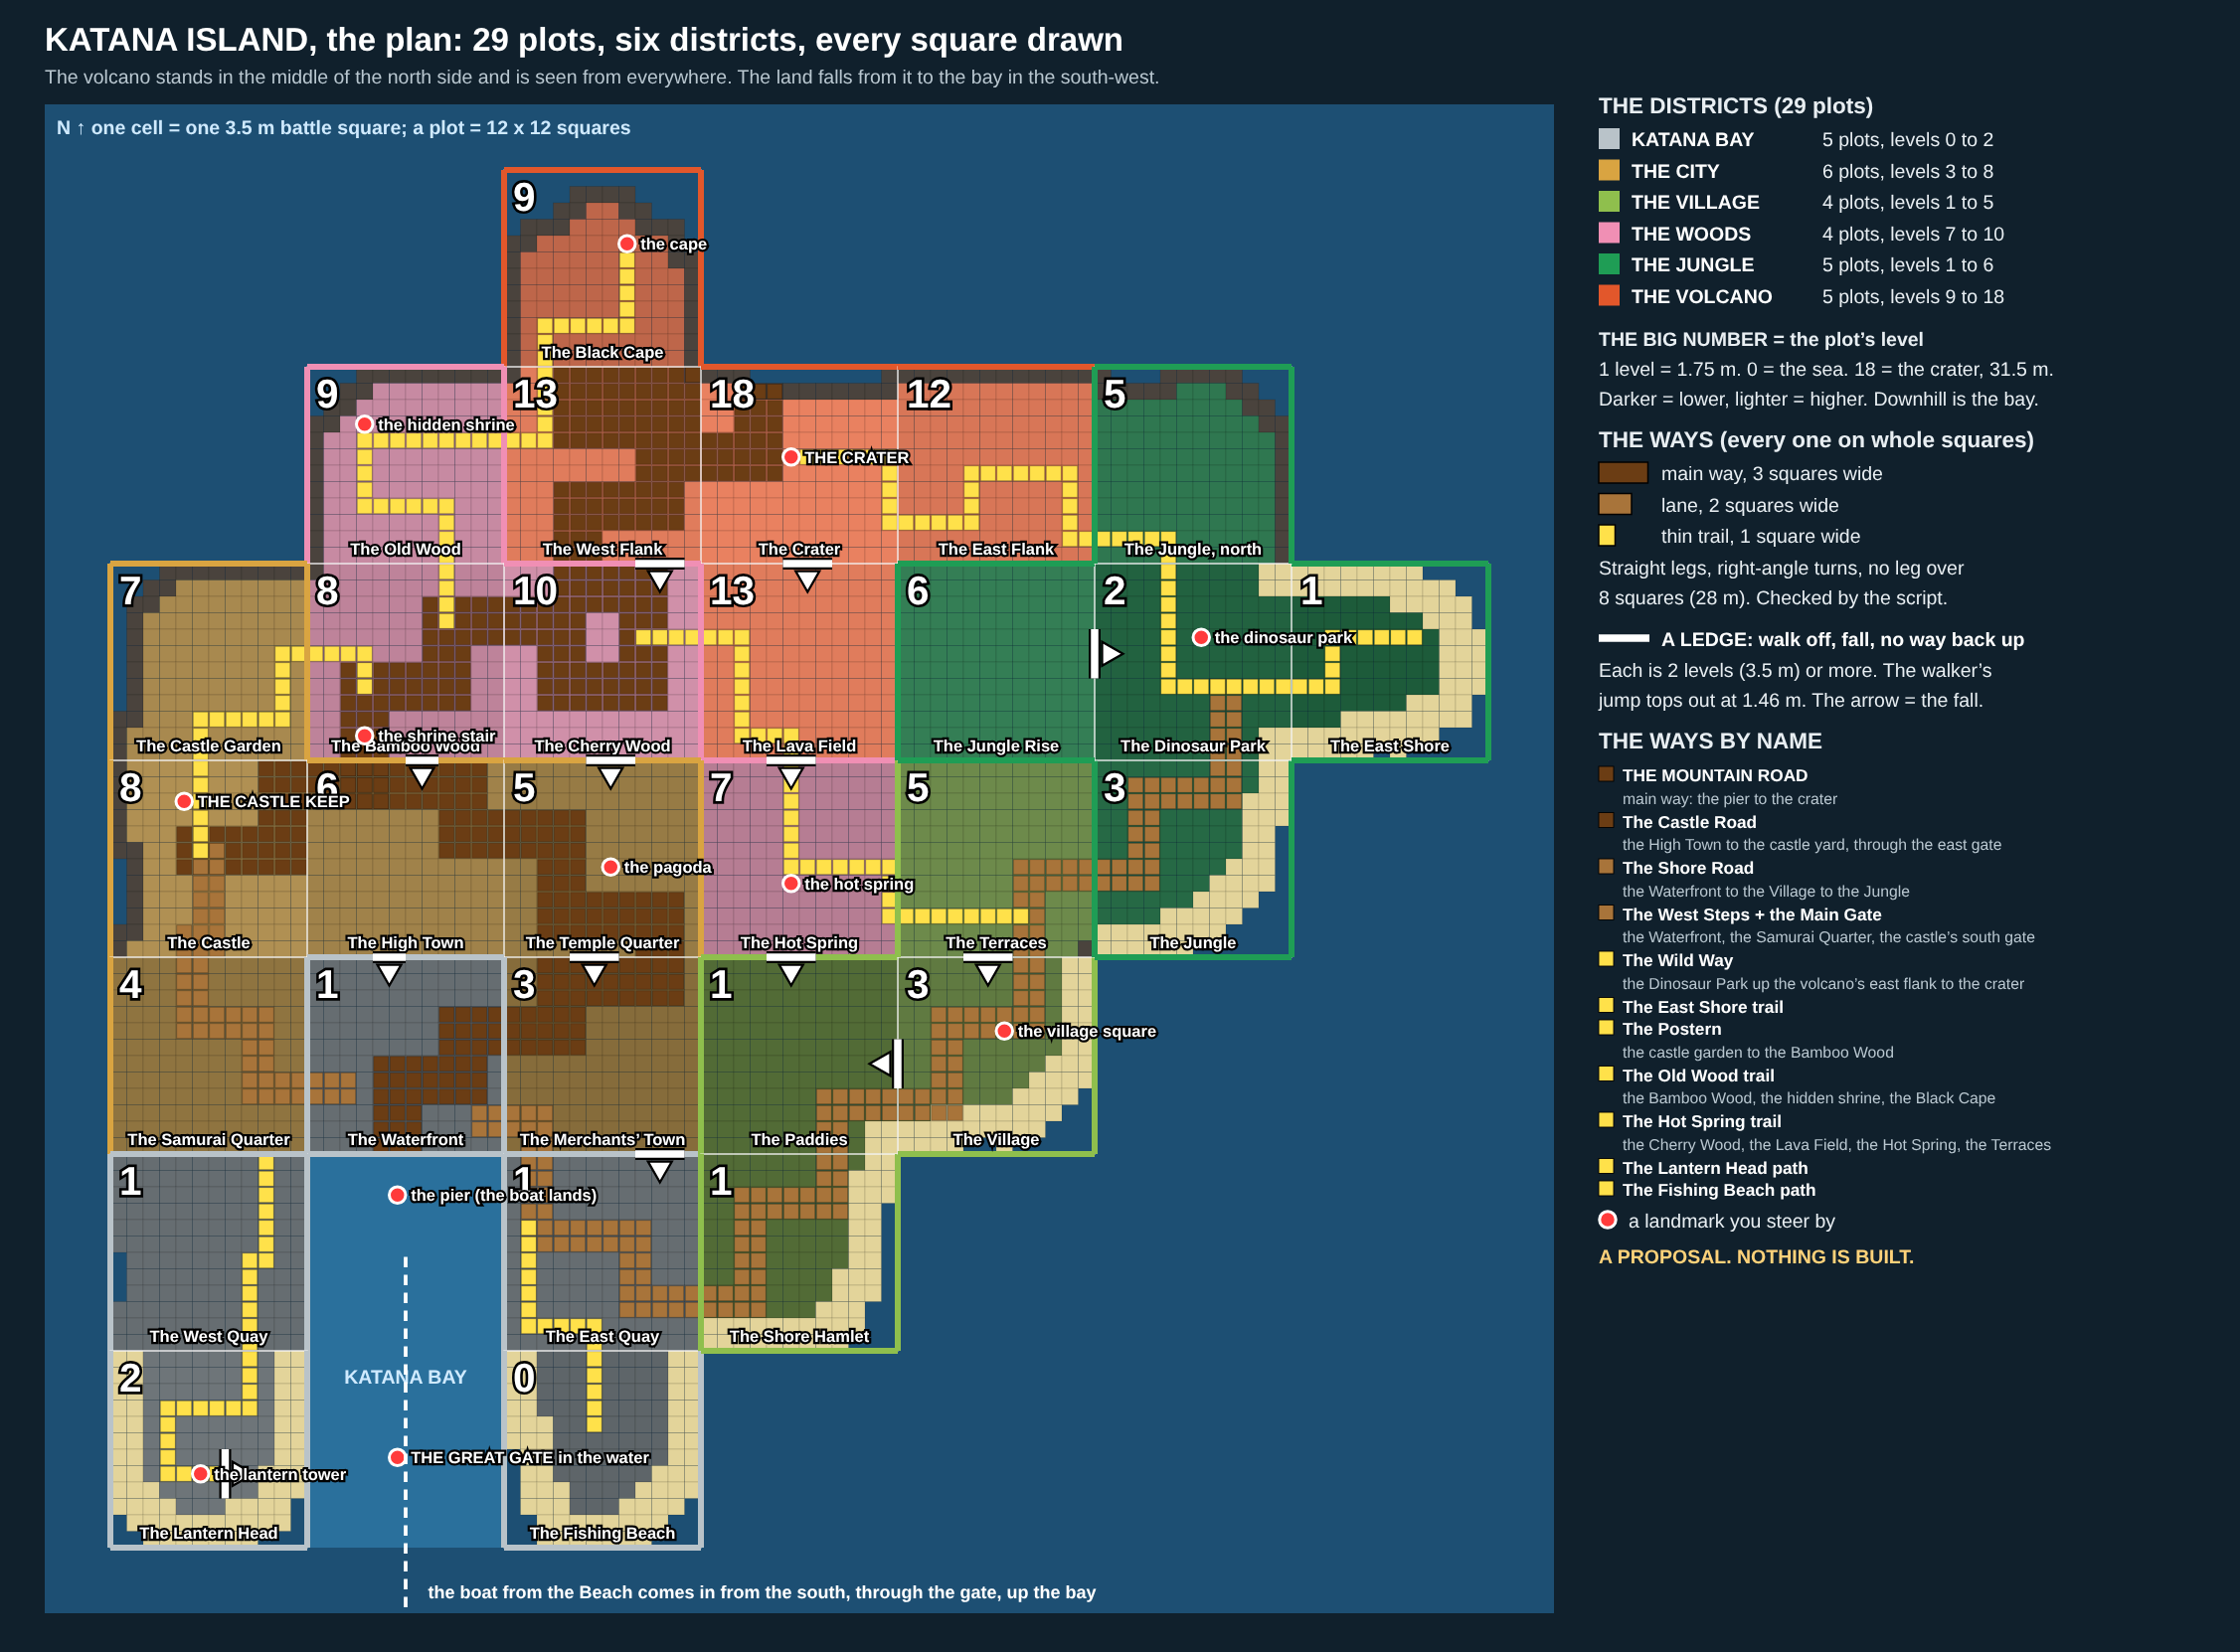 KATANA ISLAND, the plan: 29 plots, six districts, every square drawn
The volcano stands in the middle of the north side and is seen from everywhere. The land falls from it to the bay in the south-west.
N ↑ one cell = one 3.5 m battle square; a plot = 12 x 12 squares
9
the cape
The Black Cape
9
13
18
12
5
the hidden shrine
THE CRATER
The Old Wood
The West Flank
The Crater
The East Flank
The Jungle, north
7
8
10
13
6
2
1
the dinosaur park
the shrine stair
The Castle Garden
The Bamboo Wood
The Cherry Wood
The Lava Field
The Jungle Rise
The Dinosaur Park
The East Shore
8
6
5
7
5
3
THE CASTLE KEEP
the pagoda
the hot spring
The Castle
The High Town
The Temple Quarter
The Hot Spring
The Terraces
The Jungle
4
1
3
1
3
the village square
The Samurai Quarter
The Waterfront
The Merchants’ Town
The Paddies
The Village
1
1
1
the pier (the boat lands)
The West Quay
The East Quay
The Shore Hamlet
2
KATANA BAY
0
the lantern tower
THE GREAT GATE in the water
The Lantern Head
The Fishing Beach
the boat from the Beach comes in from the south, through the gate, up the bay
THE DISTRICTS (29 plots)
KATANA BAY 5 plots, levels 0 to 2
THE CITY 6 plots, levels 3 to 8
THE VILLAGE 4 plots, levels 1 to 5
THE WOODS 4 plots, levels 7 to 10
THE JUNGLE 5 plots, levels 1 to 6
THE VOLCANO 5 plots, levels 9 to 18
THE BIG NUMBER = the plot’s level
1 level = 1.75 m. 0 = the sea. 18 = the crater, 31.5 m.
Darker = lower, lighter = higher. Downhill is the bay.
THE WAYS (every one on whole squares)
main way, 3 squares wide
lane, 2 squares wide
thin trail, 1 square wide
Straight legs, right-angle turns, no leg over
8 squares (28 m). Checked by the script.
A LEDGE: walk off, fall, no way back up
Each is 2 levels (3.5 m) or more. The walker’s
jump tops out at 1.46 m. The arrow = the fall.
THE WAYS BY NAME
THE MOUNTAIN ROAD
main way: the pier to the crater
The Castle Road
the High Town to the castle yard, through the east gate
The Shore Road
the Waterfront to the Village to the Jungle
The West Steps + the Main Gate
the Waterfront, the Samurai Quarter, the castle’s south gate
The Wild Way
the Dinosaur Park up the volcano’s east flank to the crater
The East Shore trail
The Postern
the castle garden to the Bamboo Wood
The Old Wood trail
the Bamboo Wood, the hidden shrine, the Black Cape
The Hot Spring trail
the Cherry Wood, the Lava Field, the Hot Spring, the Terraces
The Lantern Head path
The Fishing Beach path
a landmark you steer by
A PROPOSAL. NOTHING IS BUILT.